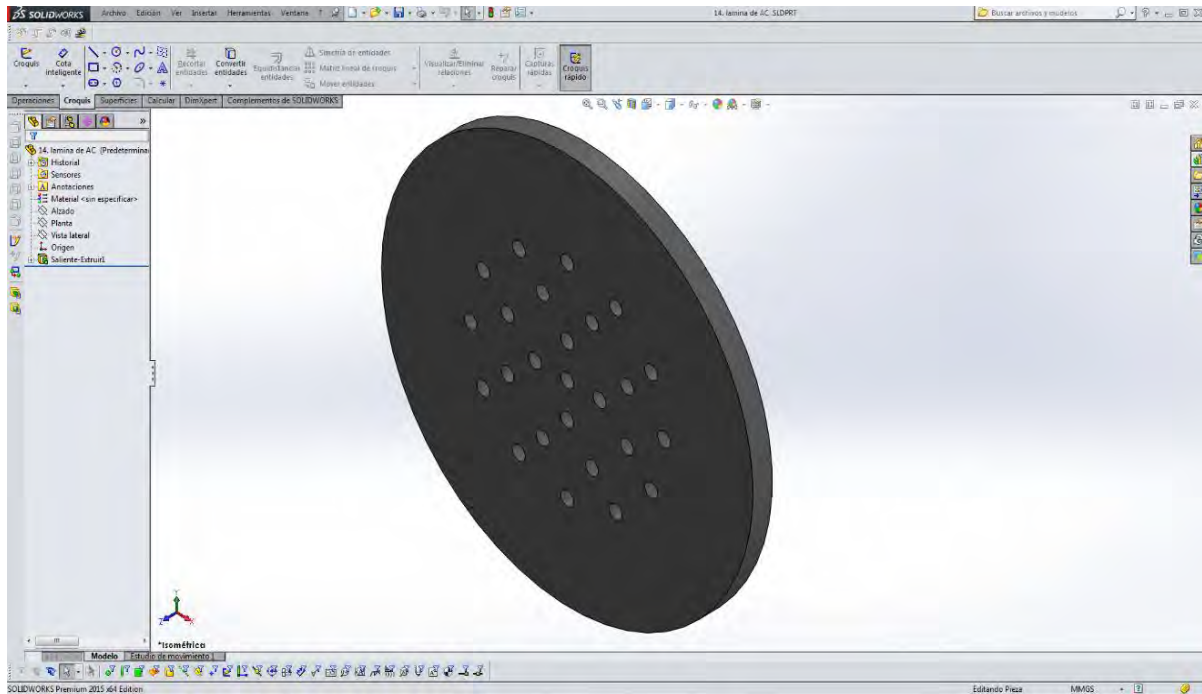 SOLIDWORKS Archivo Edición Ver Insertar Herramientas Ventana ? 14. lamina de AC.SLDPRT Buscar archivos y modelos
Croquis Cota inteligente Recortar entidades Convertir entidades Equidistanciar entidades Simetría de entidades Matriz lineal de croquis Mover entidades Visualizar/Eliminar relaciones Reparar croquis Capturas rápidas Croquis rápido
Operaciones Croquis Superficies Calcular DimXpert Complementos de SOLIDWORKS
14. lamina de AC (Predetermina
Historial
Sensores
Anotaciones
Material <sin especificar>
Alzado
Planta
Vista lateral
Origen
Saliente-Extruir1
Y
Z X
*Isométrica
Modelo Estudio de movimiento 1
SOLIDWORKS Premium 2015 x64 Edition Editando Pieza MMGS